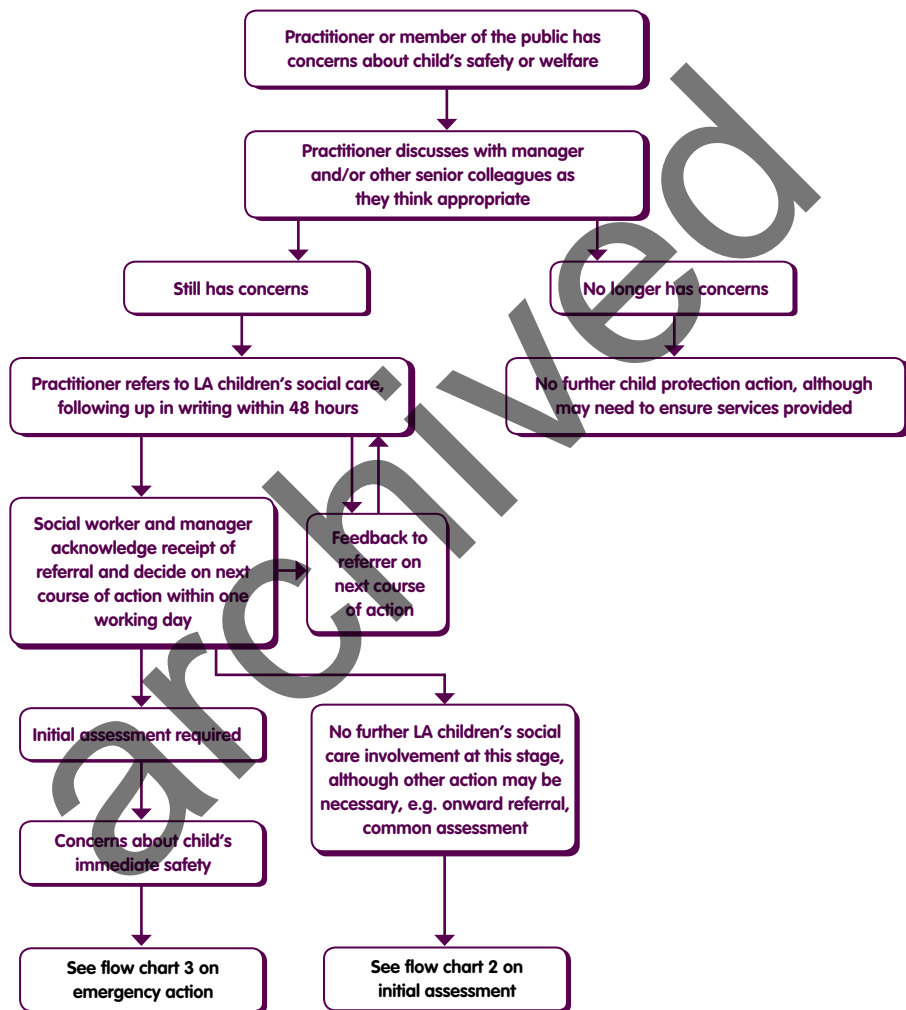 Practitioner or member of the public has
concerns about child's safety or welfare
Practitioner discusses with manager
and/or other senior colleagues as
they think appropriate
Still has concerns
No longer has concerns
Practitioner refers to LA children's social care,
following up in writing within 48 hours
No further child protection action, although
may need to ensure services provided
Social worker and manager
acknowledge receipt of
referral and decide on next
course of action within one
working day
Feedback to
referrer on
next course
of action
Initial assessment required
No further LA children's social
care involvement at this stage,
although other action may be
necessary, e.g. onward referral,
common assessment
Concerns about child's
immediate safety
See flow chart 3 on
emergency action
See flow chart 2 on
initial assessment
archived